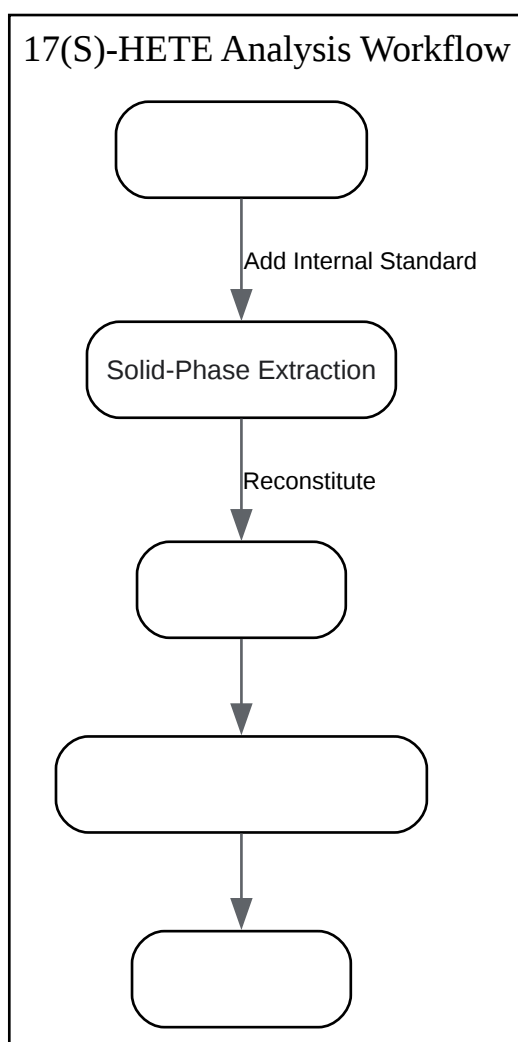 17(S)-HETE Analysis Workflow
Add Internal Standard
Solid-Phase Extraction
Reconstitute